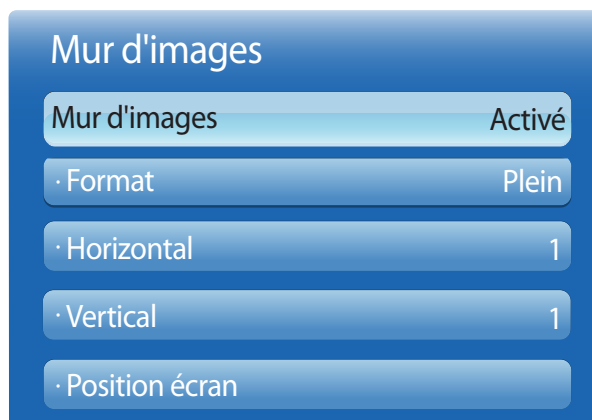 Mur d'images
Mur d'images Activé
· Format Plein
· Horizontal 1
· Vertical 1
· Position écran